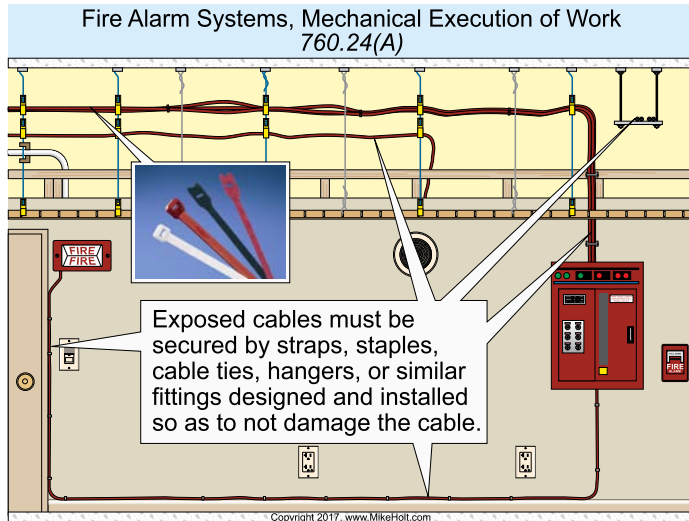 Fire Alarm Systems, Mechanical Execution of Work
760.24(A)
FIRE
FIRE
Exposed cables must be
secured by straps, staples,
cable ties, hangers, or similar
fittings designed and installed
so as to not damage the cable.
FIRE
Copyright 2017, www.MikeHolt.com